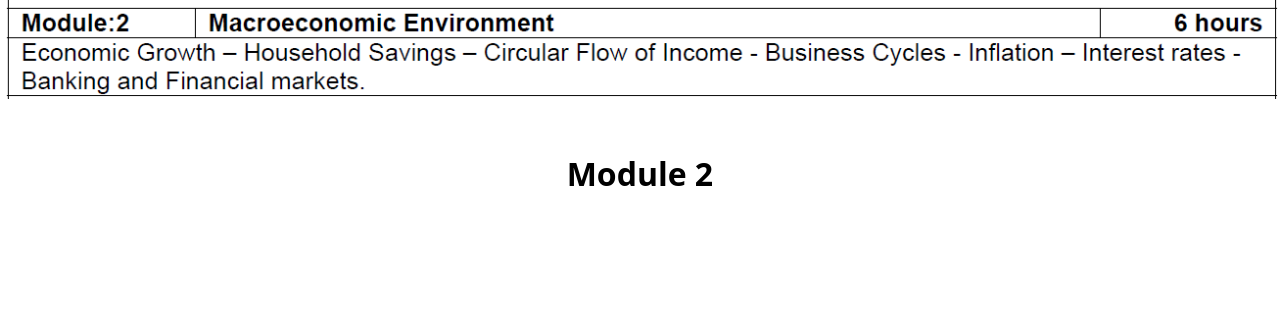 Module:2 Macroeconomic Environment 6 hours
Economic Growth – Household Savings – Circular Flow of Income - Business Cycles - Inflation – Interest rates -
Banking and Financial markets.
Module 2